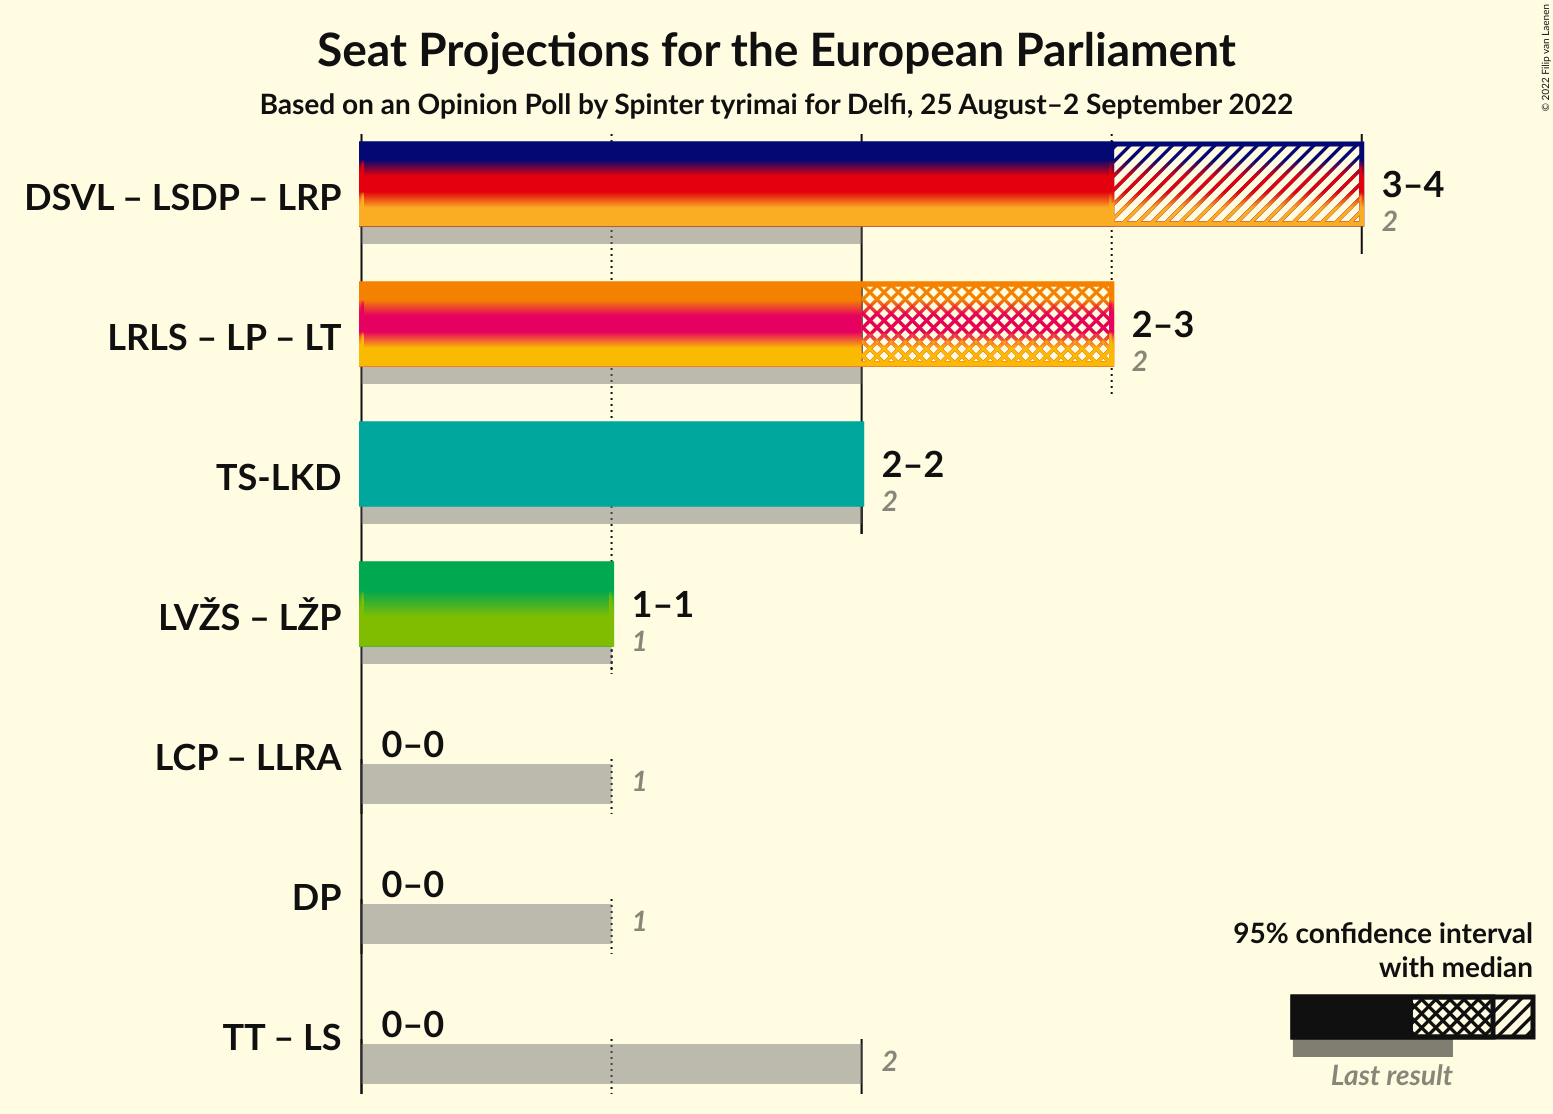 Seat Projections for the European Parliament
Based on an Opinion Poll by Spinter tyrimai for Delfi, 25 August–2 September 2022
© 2022 Filip van Laenen
DSVL – LSDP – LRP
3–4
2
LRLS – LP – LT
2–3
2
TS-LKD
2–2
2
LVŽS – LŽP
1–1
1
LCP – LLRA
0–0
1
DP
0–0
1
TT – LS
0–0
2
95% confidence interval
with median
Last result